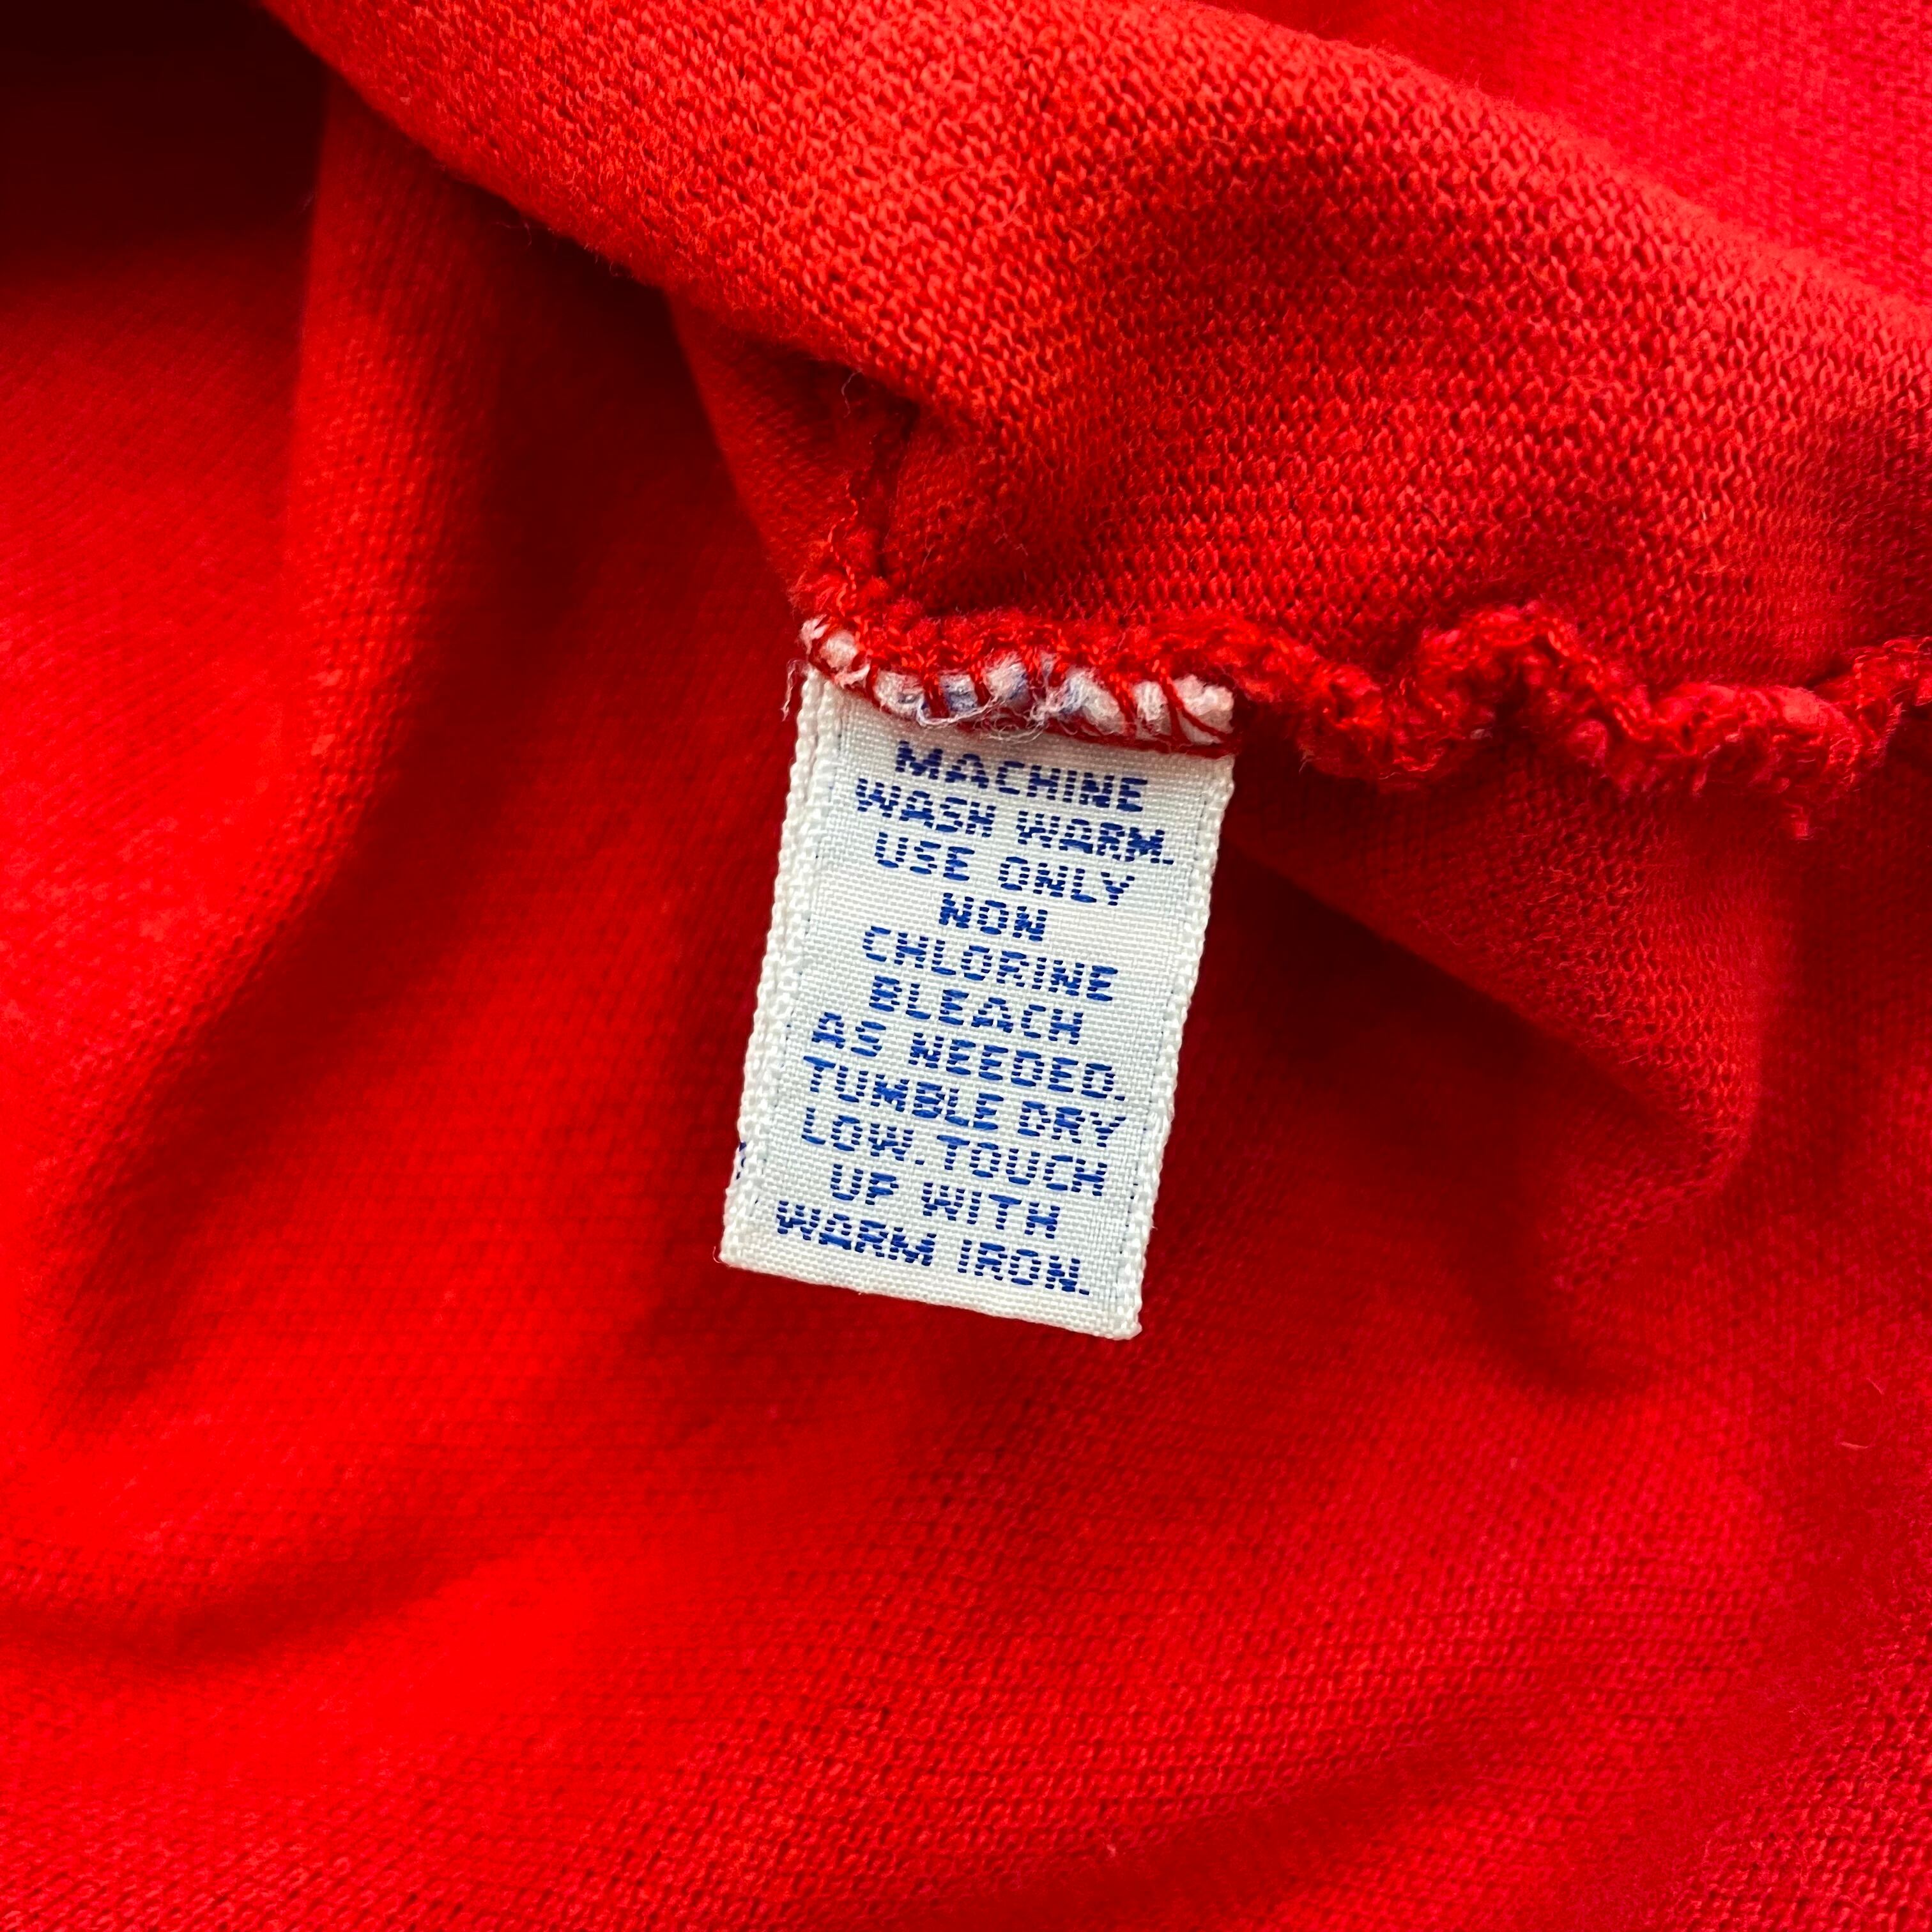 MACHINE
WASH WARM.
USE ONLY
NON
CHLORINE
BLEACH
AS NEEDED.
TUMBLE DRY
LOW. TOUCH
UP WITH
WARM IRON.